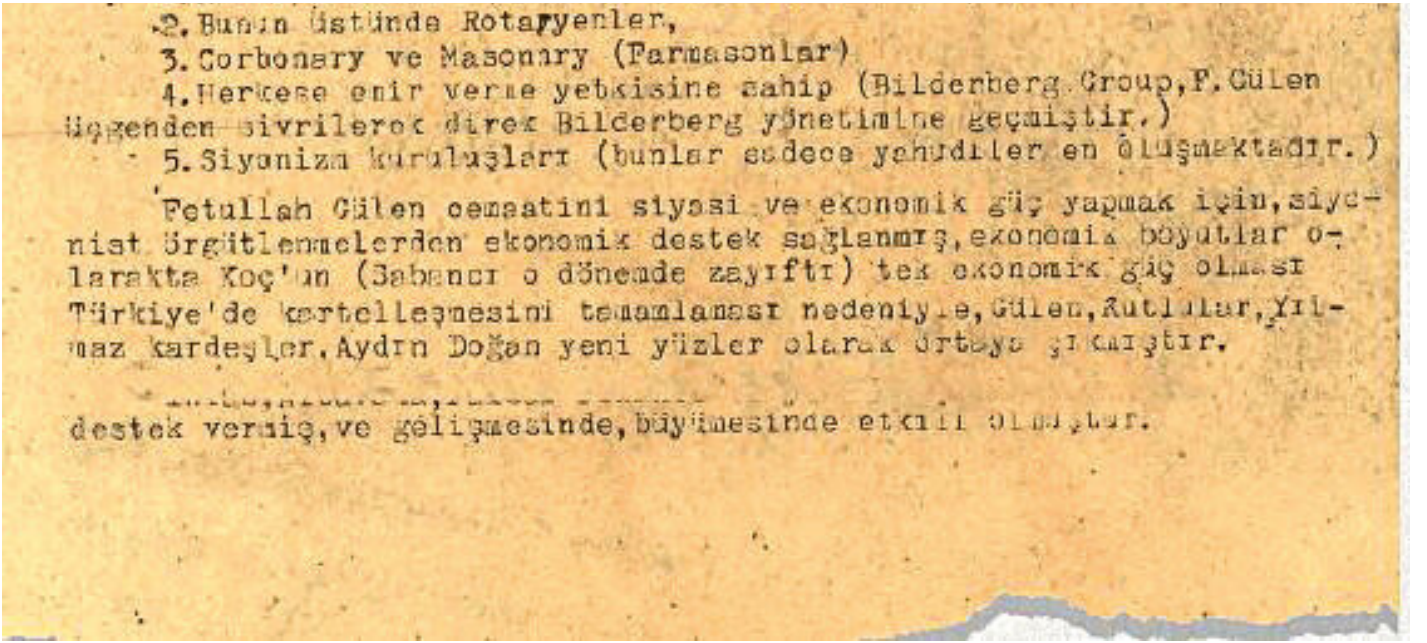 2.Bunun üstünde Rotaryenler,
3.Corbonary ve Masonary (Farmasonlar)
4.Herkese emir verme yetkisine sahip (Bilderberg Group,F.Gülen
üçgenden sivrilerek direk Bilderberg yönetimine geçmiştir.)
5.Siyonizm kuruluşları (bunlar sadece yahudiler en oluşmaktadır.)
Fetullah Gülen cemaatini siyasi ve ekonomik güç yapmak için,siyo-
nist örgütlenmelerden ekonomik destek sağlanmış,ekonomik boyutlar o-
larakta Koç'un (Sabancı o dönemde zayıftı) tek ekonomik güç olması
Türkiye'de kartelleşmesini tamamlaması nedeniyle,Gülen,Kutlular,Yıl-
maz kardeşler,Aydın Doğan yeni yüzler olarak ortaya çıkmıştır.
destek vermiş,ve gelişmesinde,büyümesinde etkili olmuştur.